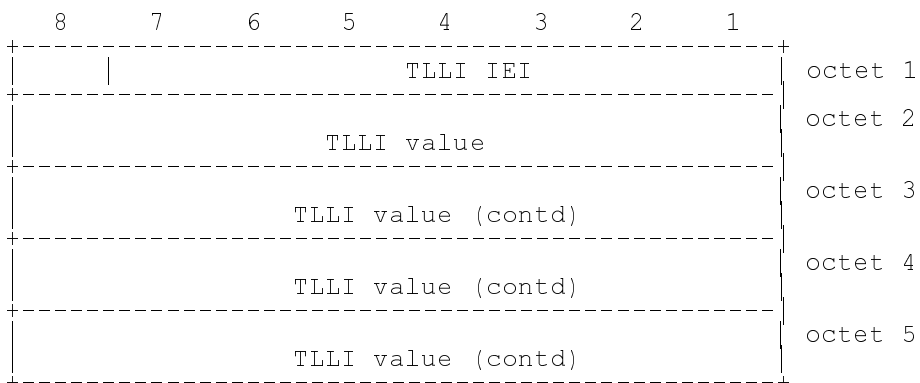 8 7 6 5 4 3 2 1
TLLI IEI octet 1
octet 2
TLLI value
octet 3
TLLI value (contd)
octet 4
TLLI value (contd)
octet 5
TLLI value (contd)